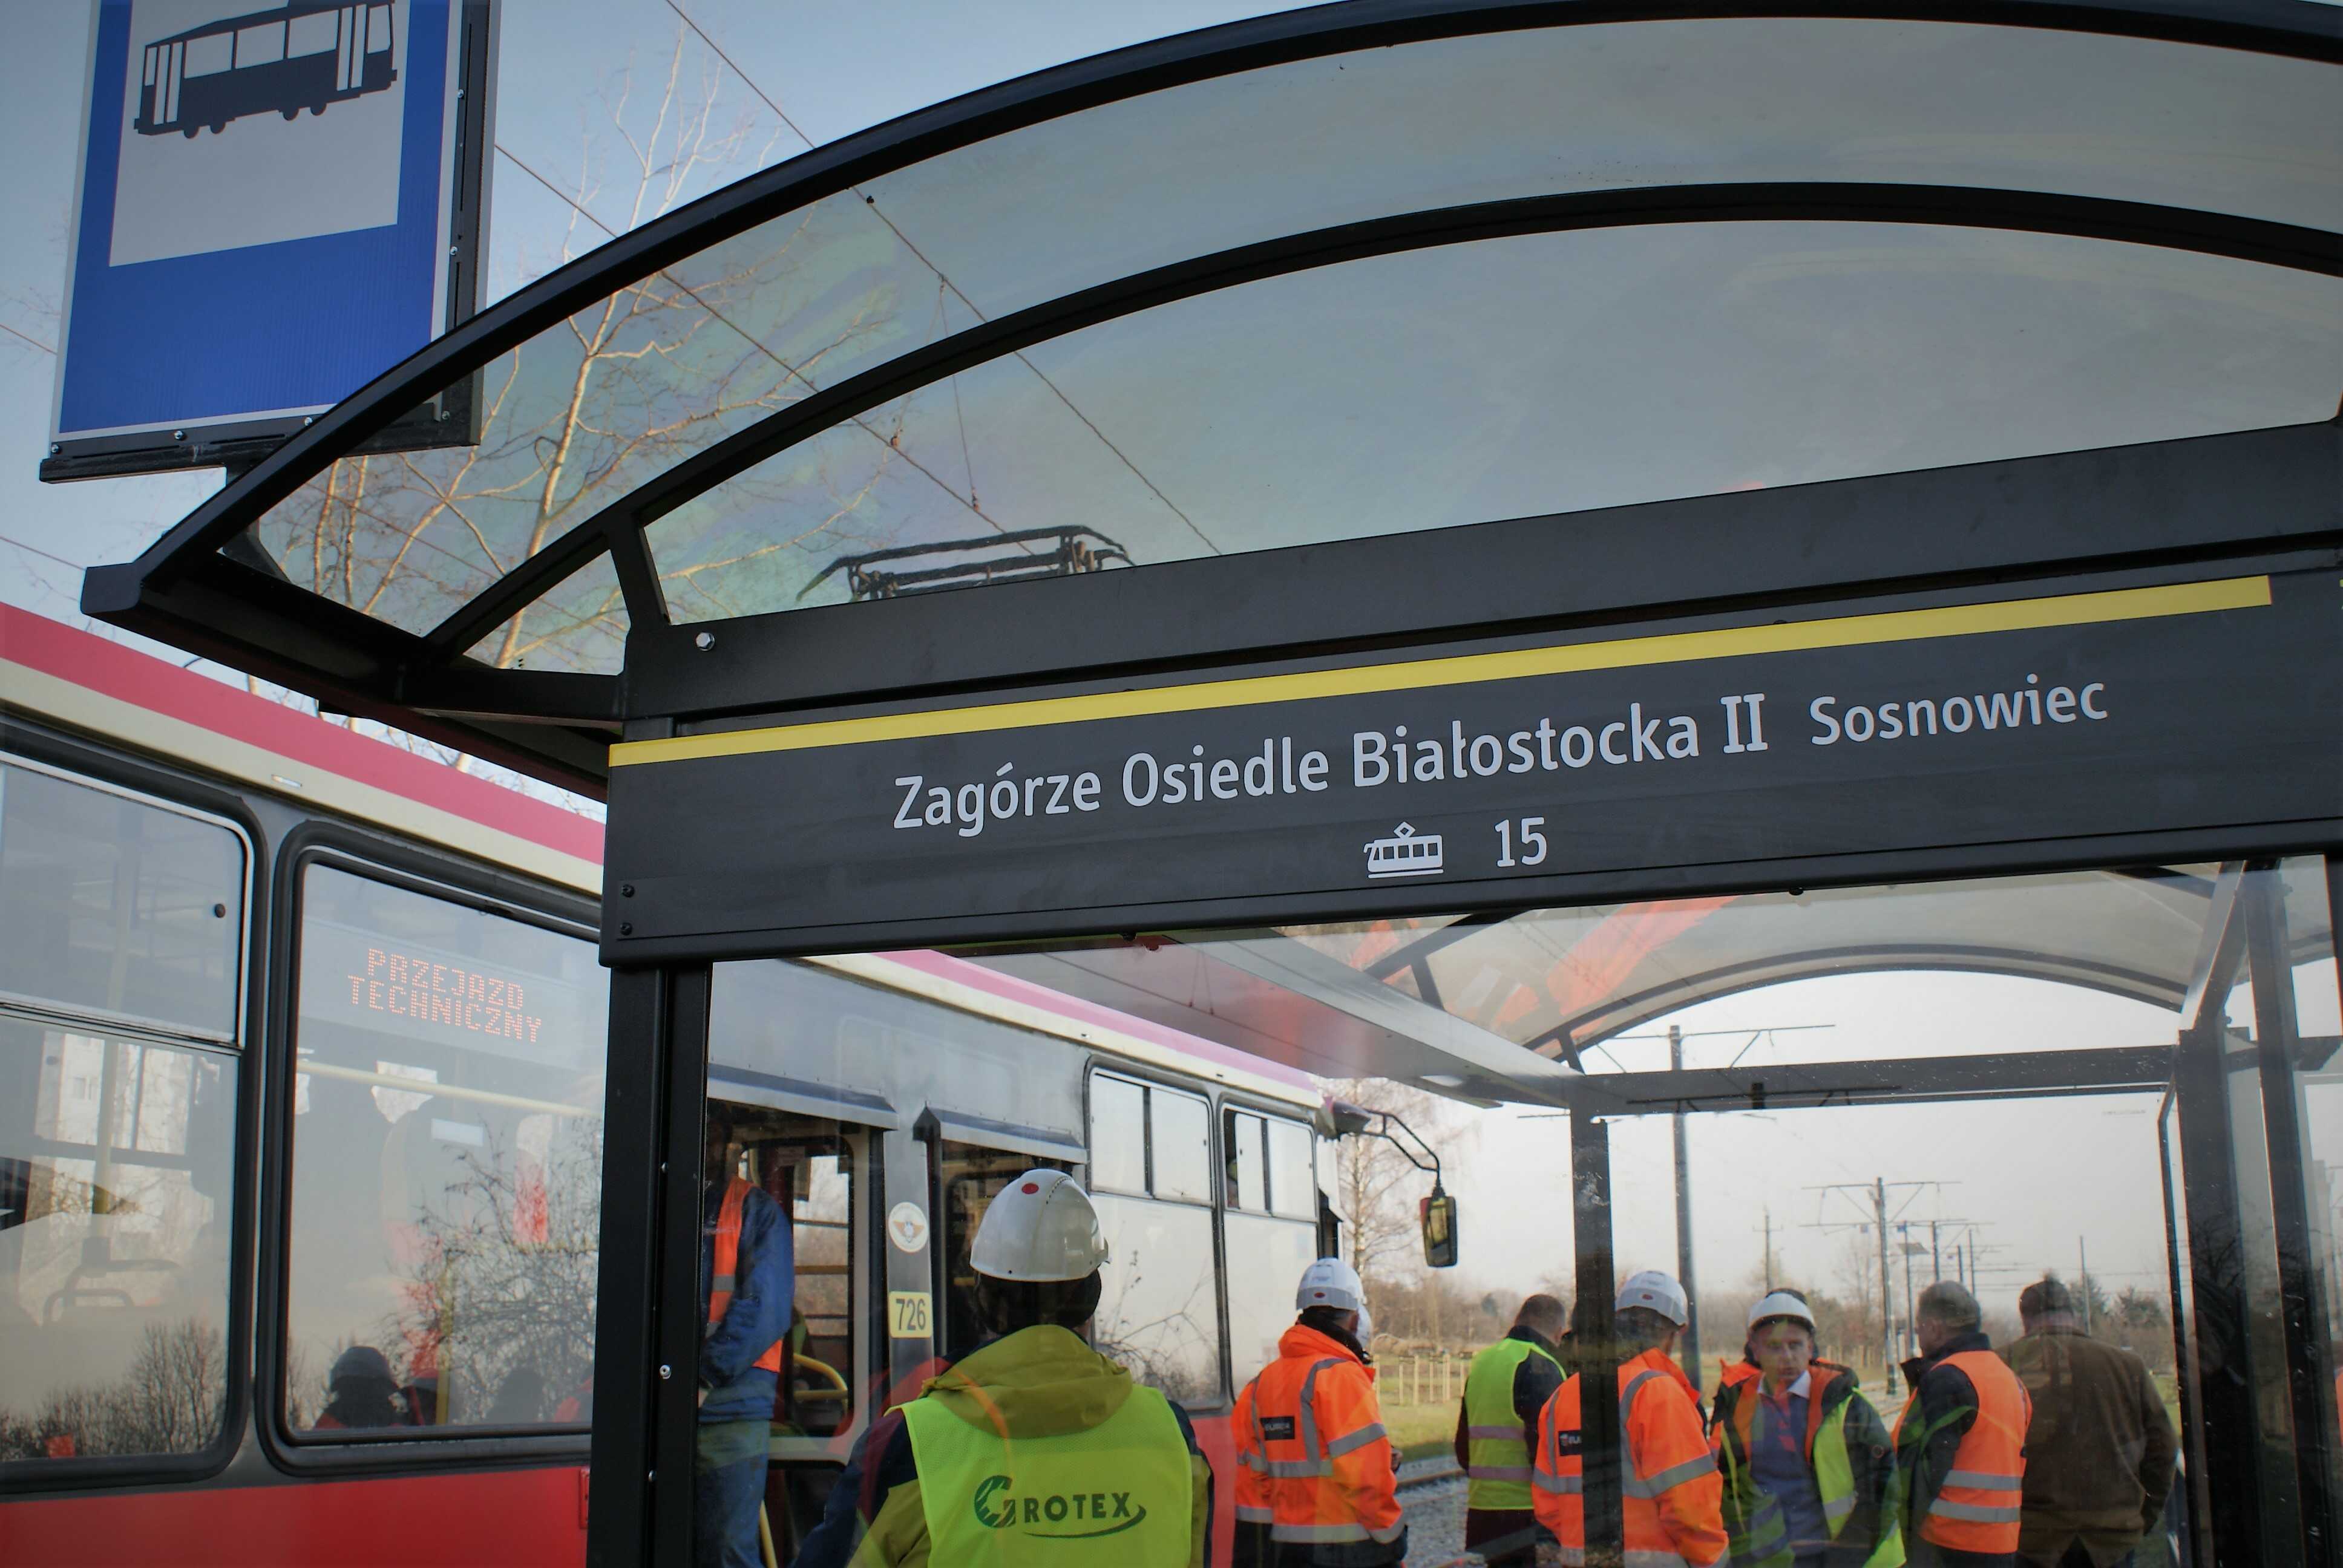 Zagórze Osiedle Białostocka II Sosnowiec
15
PRZEJAZD
TECHNICZNY
726
GROTEX